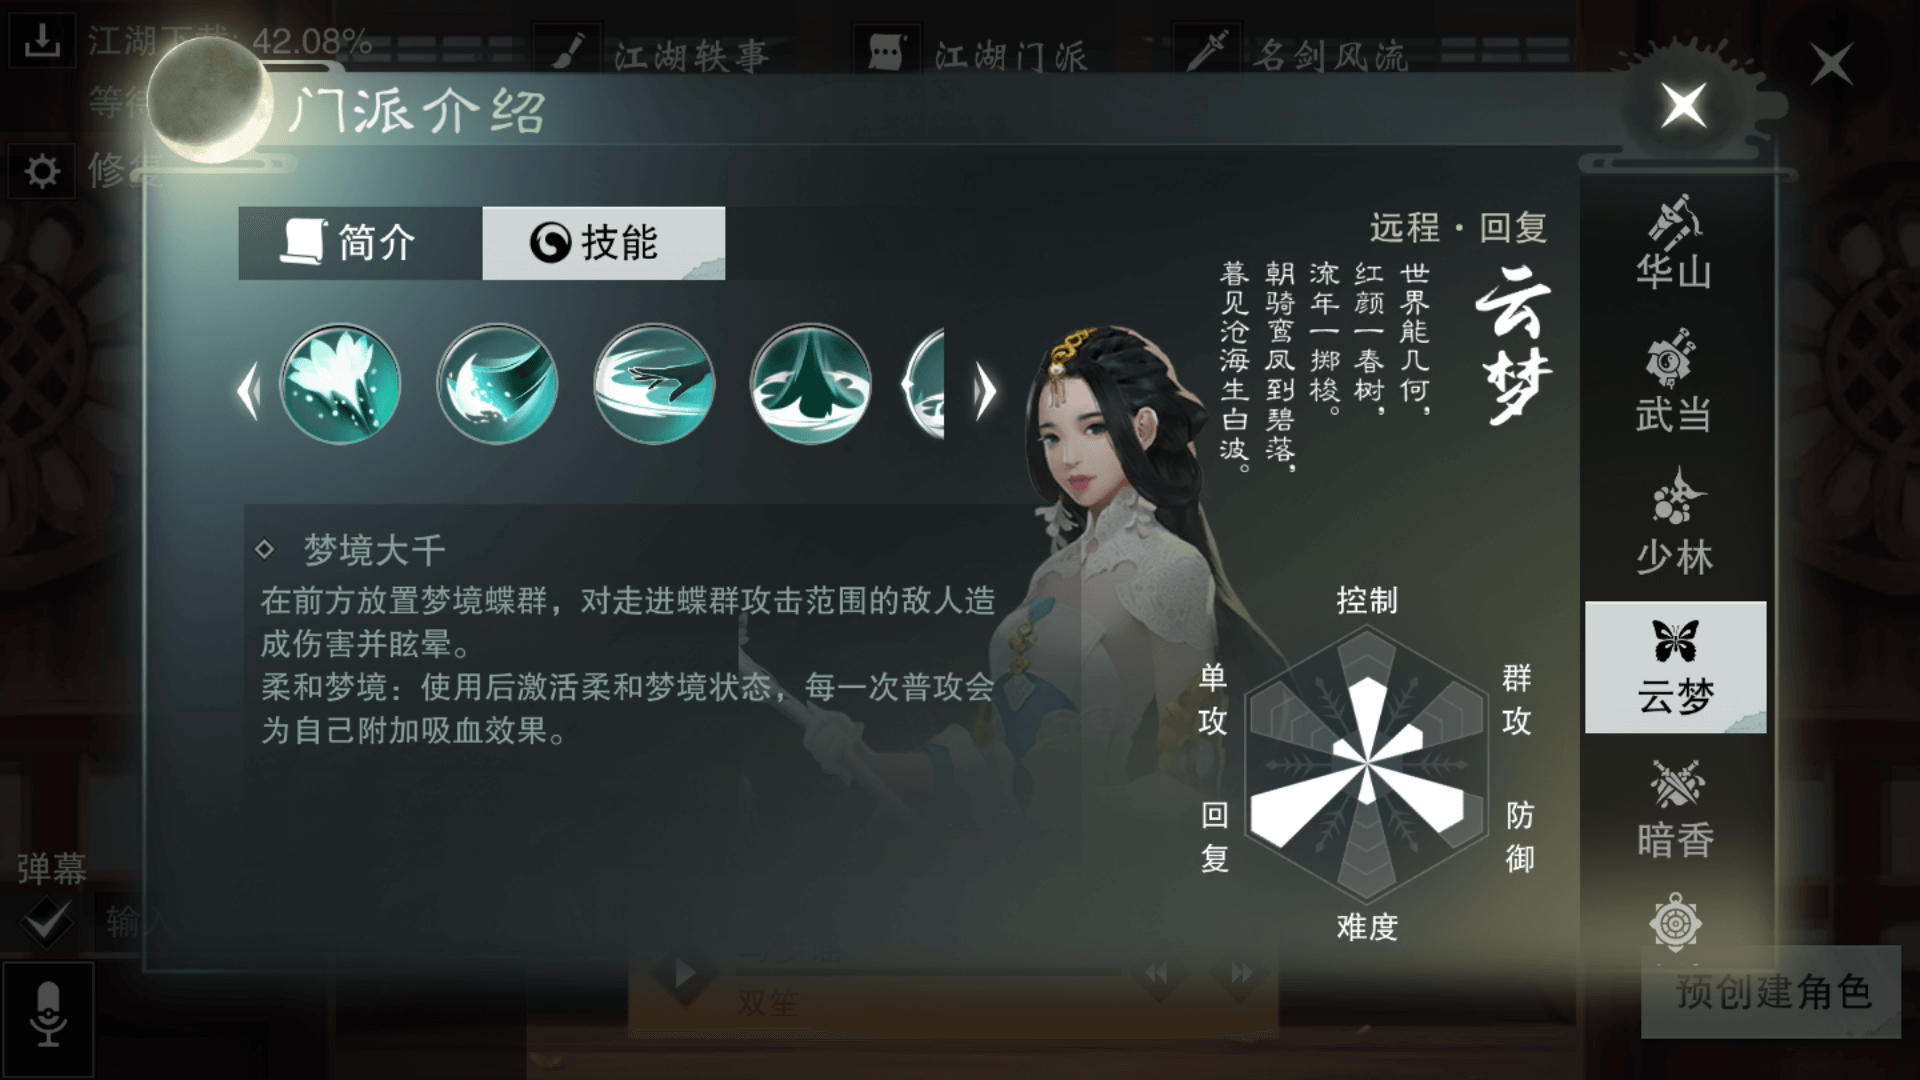 江湖下载: 42.08%
江湖轶事
江湖门派
名剑风流
门派介绍
修复
简介
技能
远程·回复
云梦
世界能几何，
红颜一春树，
流年一掷梭。
朝骑鸾凤到碧落，
暮见沧海生白波。
梦境大千
在前方放置梦境蝶群，对走进蝶群攻击范围的敌人造
成伤害并眩晕。
柔和梦境：使用后激活柔和梦境状态，每一次普攻会
为自己附加吸血效果。
控制
单攻
群攻
回复
防御
难度
华山
武当
少林
云梦
暗香
弹幕
输入
双笙
预创建角色